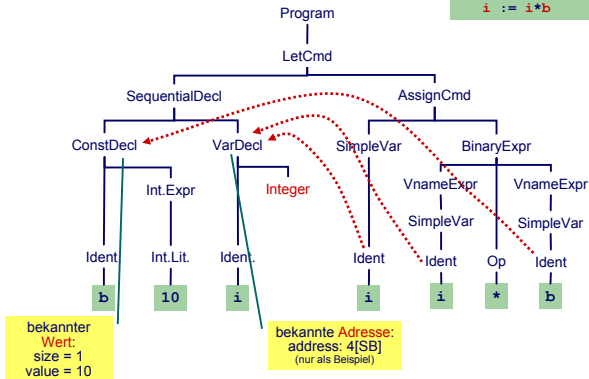 Program
i := i*b
LetCmd
SequentialDecl AssignCmd
ConstDecl VarDecl SimpleVar BinaryExpr
Int.Expr Integer VnameExpr VnameExpr
SimpleVar SimpleVar
Ident. Int.Lit. Ident. Ident Ident Op Ident
b 10 i i i * b
bekannter
Wert:
size = 1
value = 10
bekannte Adresse:
address: 4[SB]
(nur als Beispiel)